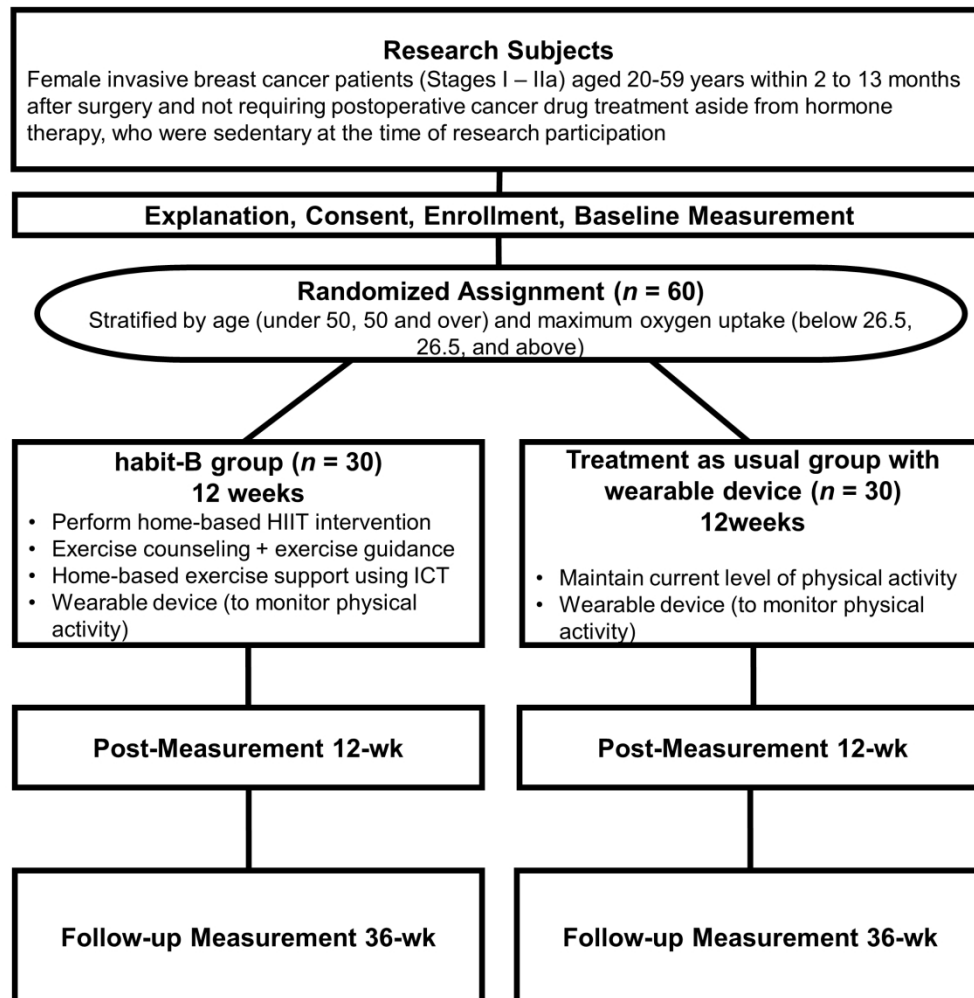 Research Subjects
Female invasive breast cancer patients (Stages I – IIa) aged 20-59 years within 2 to 13 months
after surgery and not requiring postoperative cancer drug treatment aside from hormone
therapy, who were sedentary at the time of research participation
Explanation, Consent, Enrollment, Baseline Measurement
Randomized Assignment (n = 60)
Stratified by age (under 50, 50 and over) and maximum oxygen uptake (below 26.5,
26.5, and above)
habit-B group (n = 30)
12 weeks
• Perform home-based HIIT intervention
• Exercise counseling + exercise guidance
• Home-based exercise support using ICT
• Wearable device (to monitor physical
activity)
Treatment as usual group with
wearable device (n = 30)
12weeks
• Maintain current level of physical activity
• Wearable device (to monitor physical
activity)
Post-Measurement 12-wk
Post-Measurement 12-wk
Follow-up Measurement 36-wk
Follow-up Measurement 36-wk